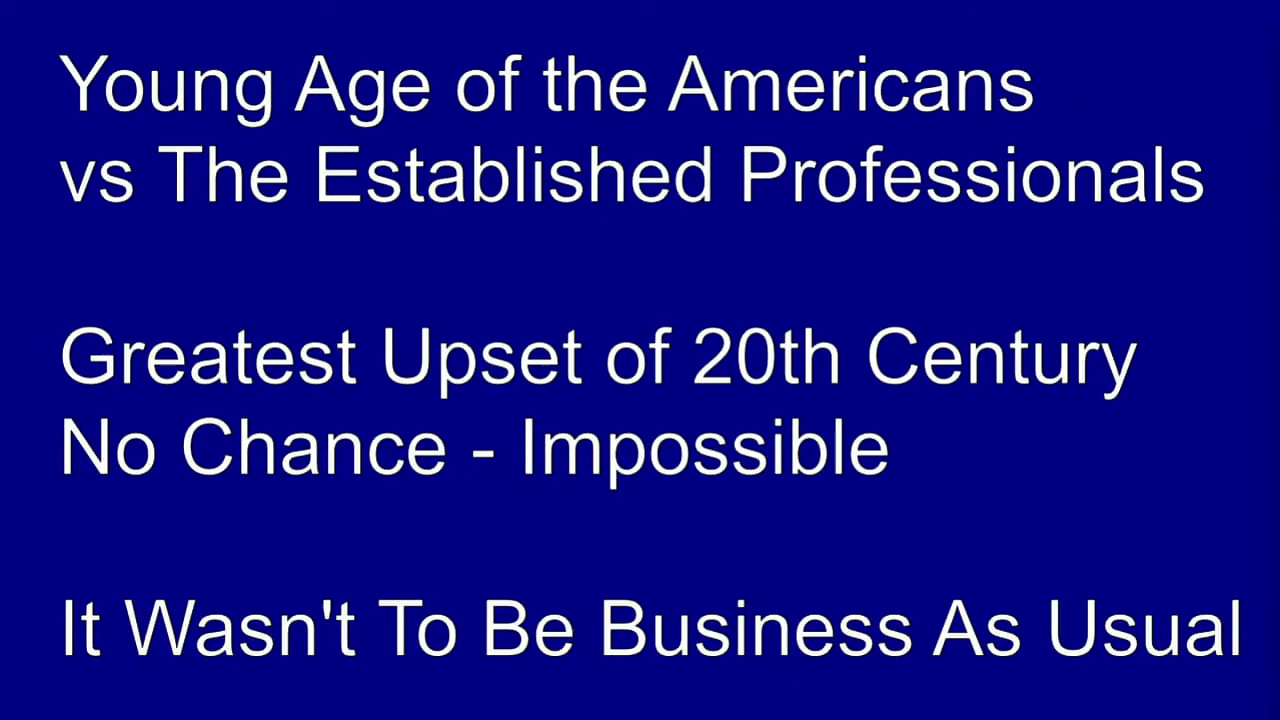 Young Age of the Americans
vs The Established Professionals
Greatest Upset of 20th Century
No Chance - Impossible
It Wasn't To Be Business As Usual